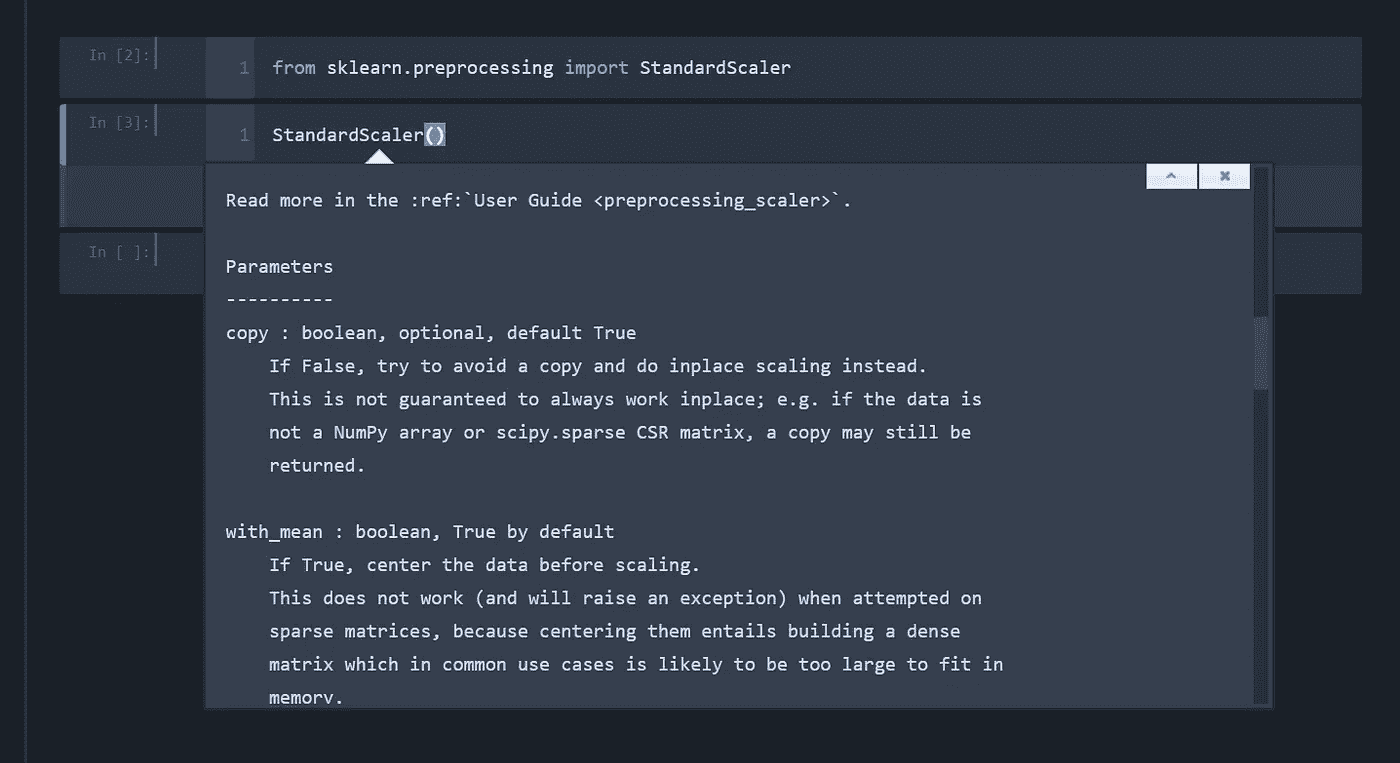 In [2]:
1 from sklearn.preprocessing import StandardScaler
In [3]:
1 StandardScaler()
Read more in the :ref:`User Guide <preprocessing_scaler>`.
Parameters
----------
copy : boolean, optional, default True
If False, try to avoid a copy and do inplace scaling instead.
This is not guaranteed to always work inplace; e.g. if the data is
not a NumPy array or scipy.sparse CSR matrix, a copy may still be
returned.
with_mean : boolean, True by default
If True, center the data before scaling.
This does not work (and will raise an exception) when attempted on
sparse matrices, because centering them entails building a dense
matrix which in common use cases is likely to be too large to fit in
memory.
In [ ]: